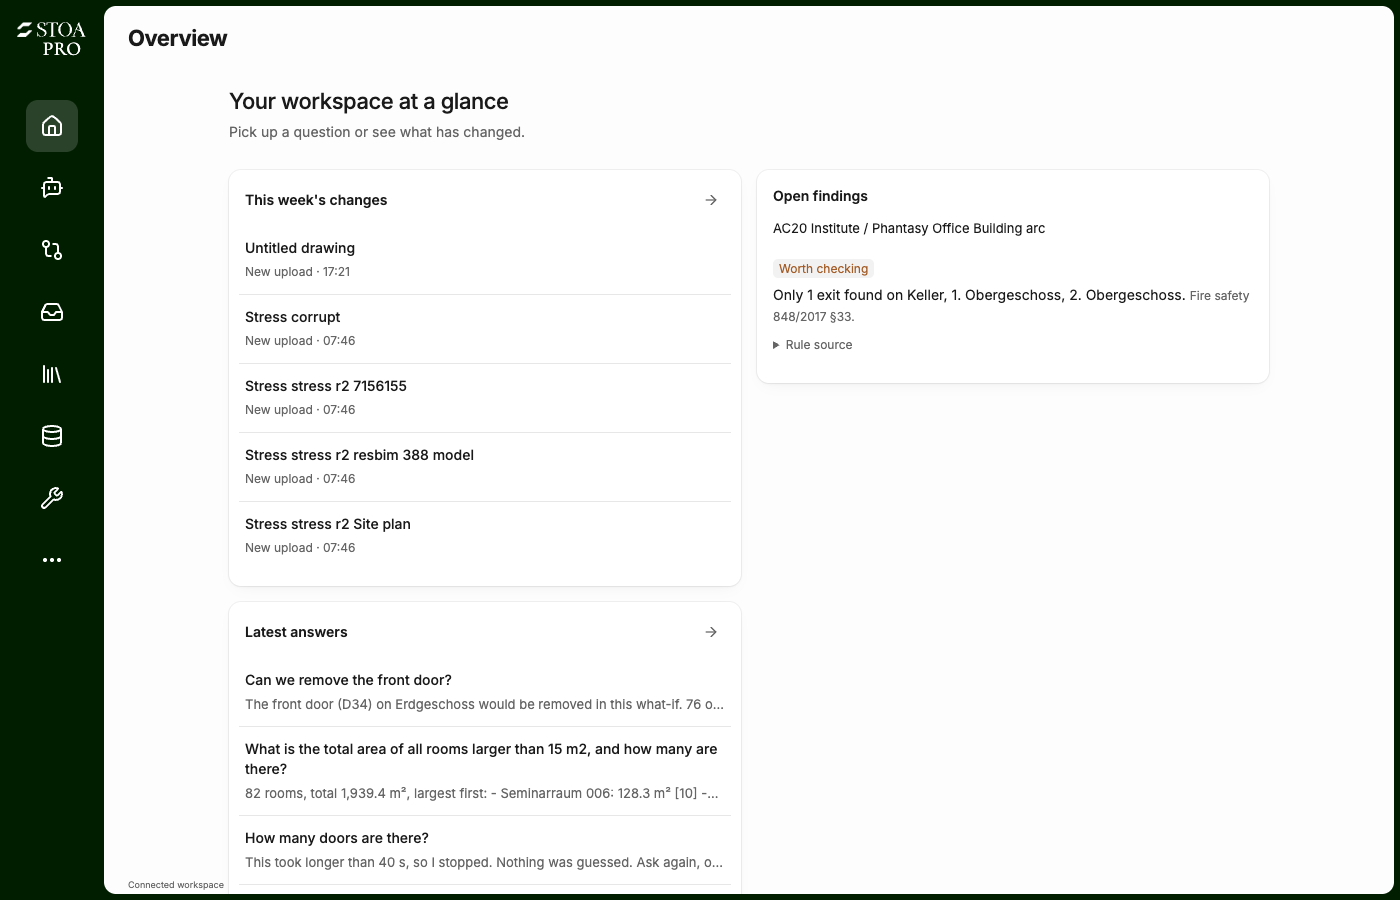 STOA
PRO
Overview
Your workspace at a glance
Pick up a question or see what has changed.
This week's changes
Untitled drawing
New upload · 17:21
Stress corrupt
New upload · 07:46
Stress stress r2 7156155
New upload · 07:46
Stress stress r2 resbim 388 model
New upload · 07:46
Stress stress r2 Site plan
New upload · 07:46
Open findings
AC20 Institute / Phantasy Office Building arc
Worth checking
Only 1 exit found on Keller, 1. Obergeschoss, 2. Obergeschoss. Fire safety
848/2017 §33.
Rule source
Latest answers
Can we remove the front door?
The front door (D34) on Erdgeschoss would be removed in this what-if. 76 o...
What is the total area of all rooms larger than 15 m2, and how many are
there?
82 rooms, total 1,939.4 m², largest first: - Seminarraum 006: 128.3 m² [10] -...
How many doors are there?
This took longer than 40 s, so I stopped. Nothing was guessed. Ask again, o...
Connected workspace